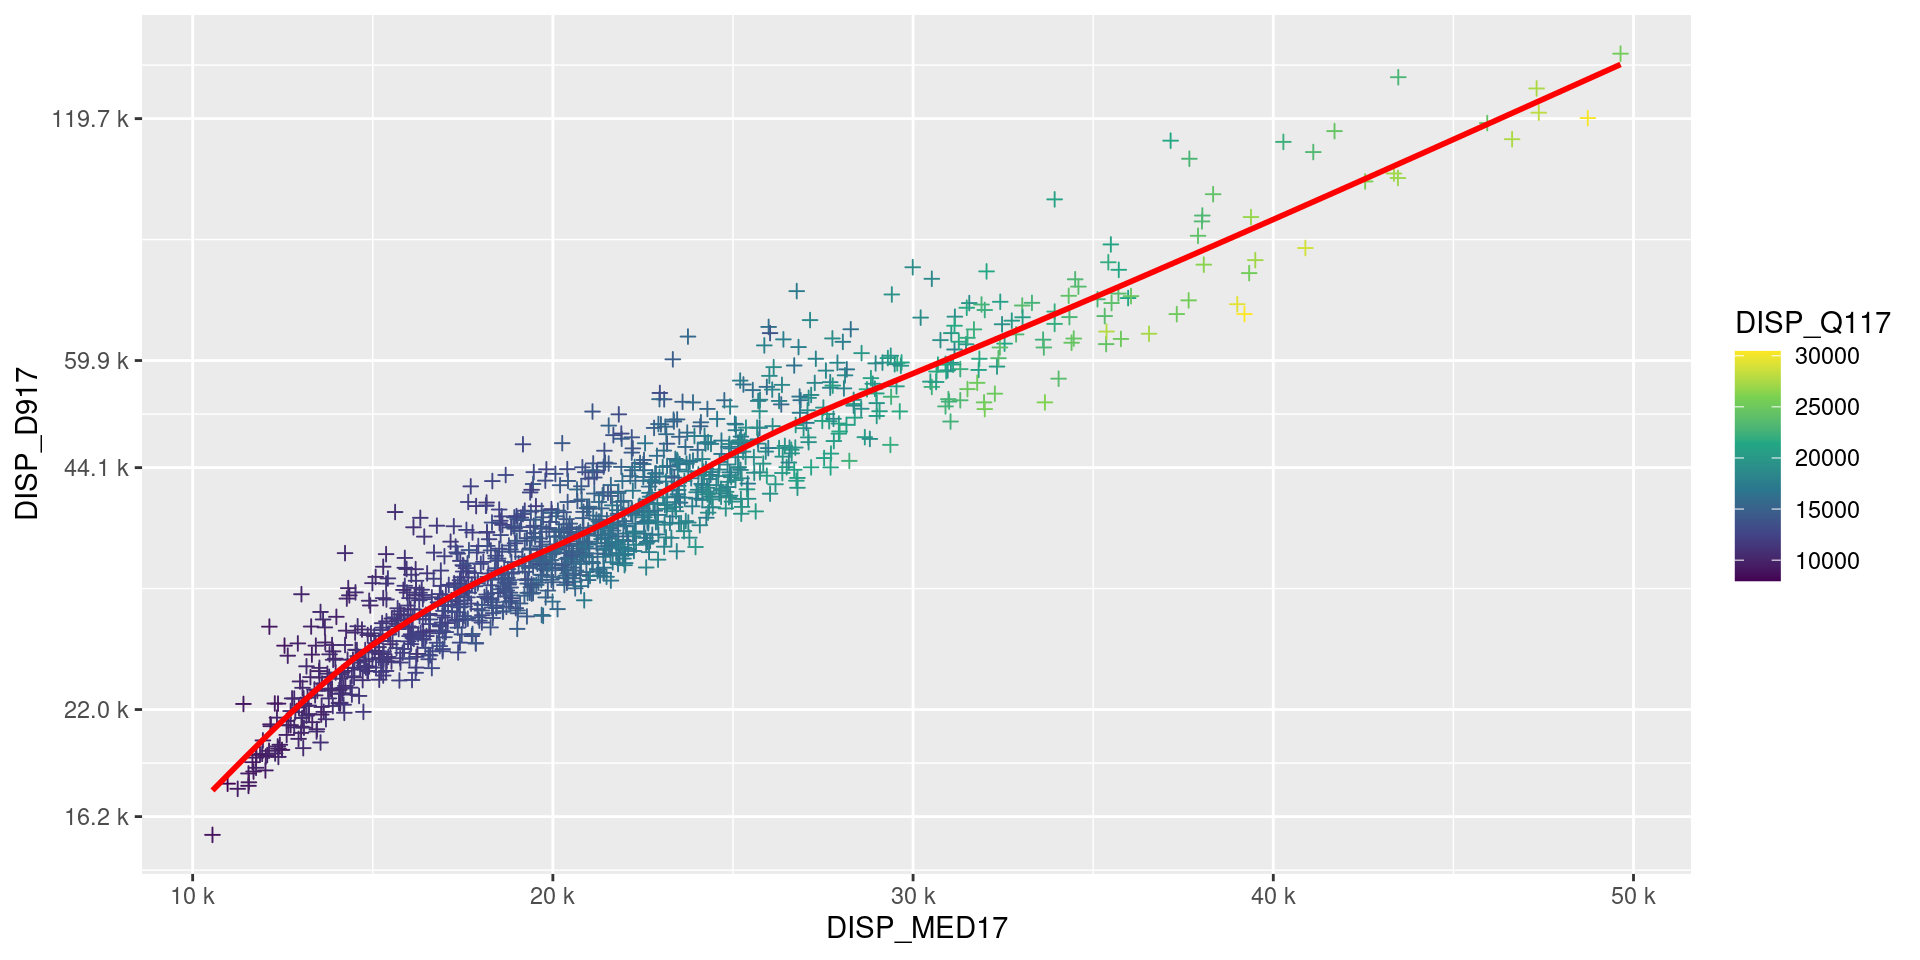 DISP_D917
119.7 k
59.9 k
44.1 k
22.0 k
16.2 k
10 k
20 k
30 k
40 k
50 k
DISP_MED17
DISP_Q117
30000
25000
20000
15000
10000